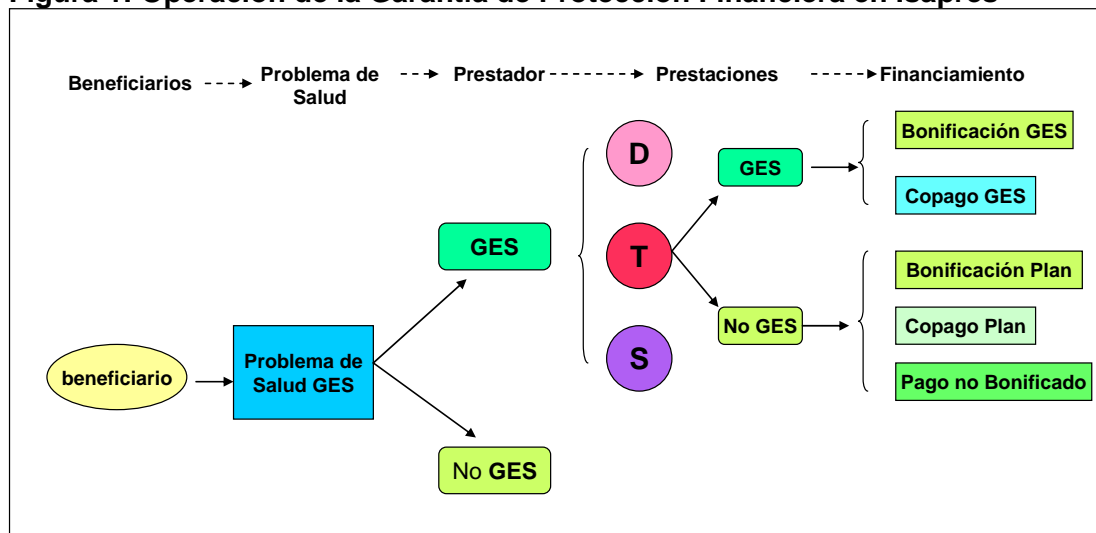 Figura 1: Operación de la Garantía de Protección Financiera en Isapres
Beneficiarios
Problema de
Salud
Prestador
Prestaciones
Financiamiento
beneficiario
Problema de
Salud GES
GES
No GES
D
T
S
GES
No GES
Bonificación GES
Copago GES
Bonificación Plan
Copago Plan
Pago no Bonificado